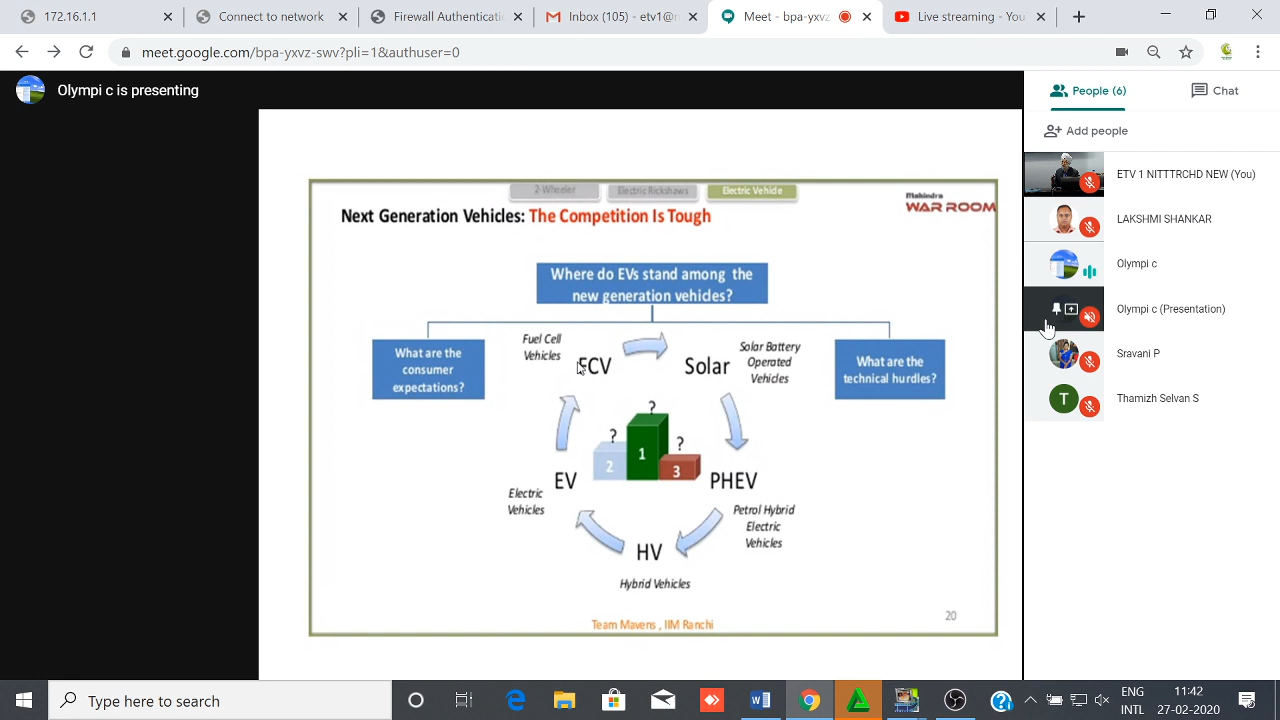 172.16.1
Connect to network
Firewall Authenticati
Inbox (105) - etv1@n
Meet - bpa-yxvz
Live streaming - You
meet.google.com/bpa-yxvz-swv?pli=1&authuser=0
Olympi c is presenting
2-Wheeler
Electric Rickshaws
Electric Vehicle
Mahindra
WAR ROOM
Next Generation Vehicles: The Competition Is Tough
Where do EVs stand among the
new generation vehicles?
What are the
consumer
expectations?
Fuel Cell
Vehicles
FCV
Solar
Solar Battery
Operated
Vehicles
What are the
technical hurdles?
?
?
?
1
2
3
EV
Electric
Vehicles
PHEV
Petrol Hybrid
Electric
Vehicles
HV
Hybrid Vehicles
20
Team Mavens , IIM Ranchi
People (6)
Chat
Add people
ETV 1 NITTTRCHD NEW (You)
LAKSHMI SHANKAR
Olympi c
Olympi c (Presentation)
Sravani P
T
Thamizh Selvan S
Type here to search
ENG
INTL
11:42
27-02-2020